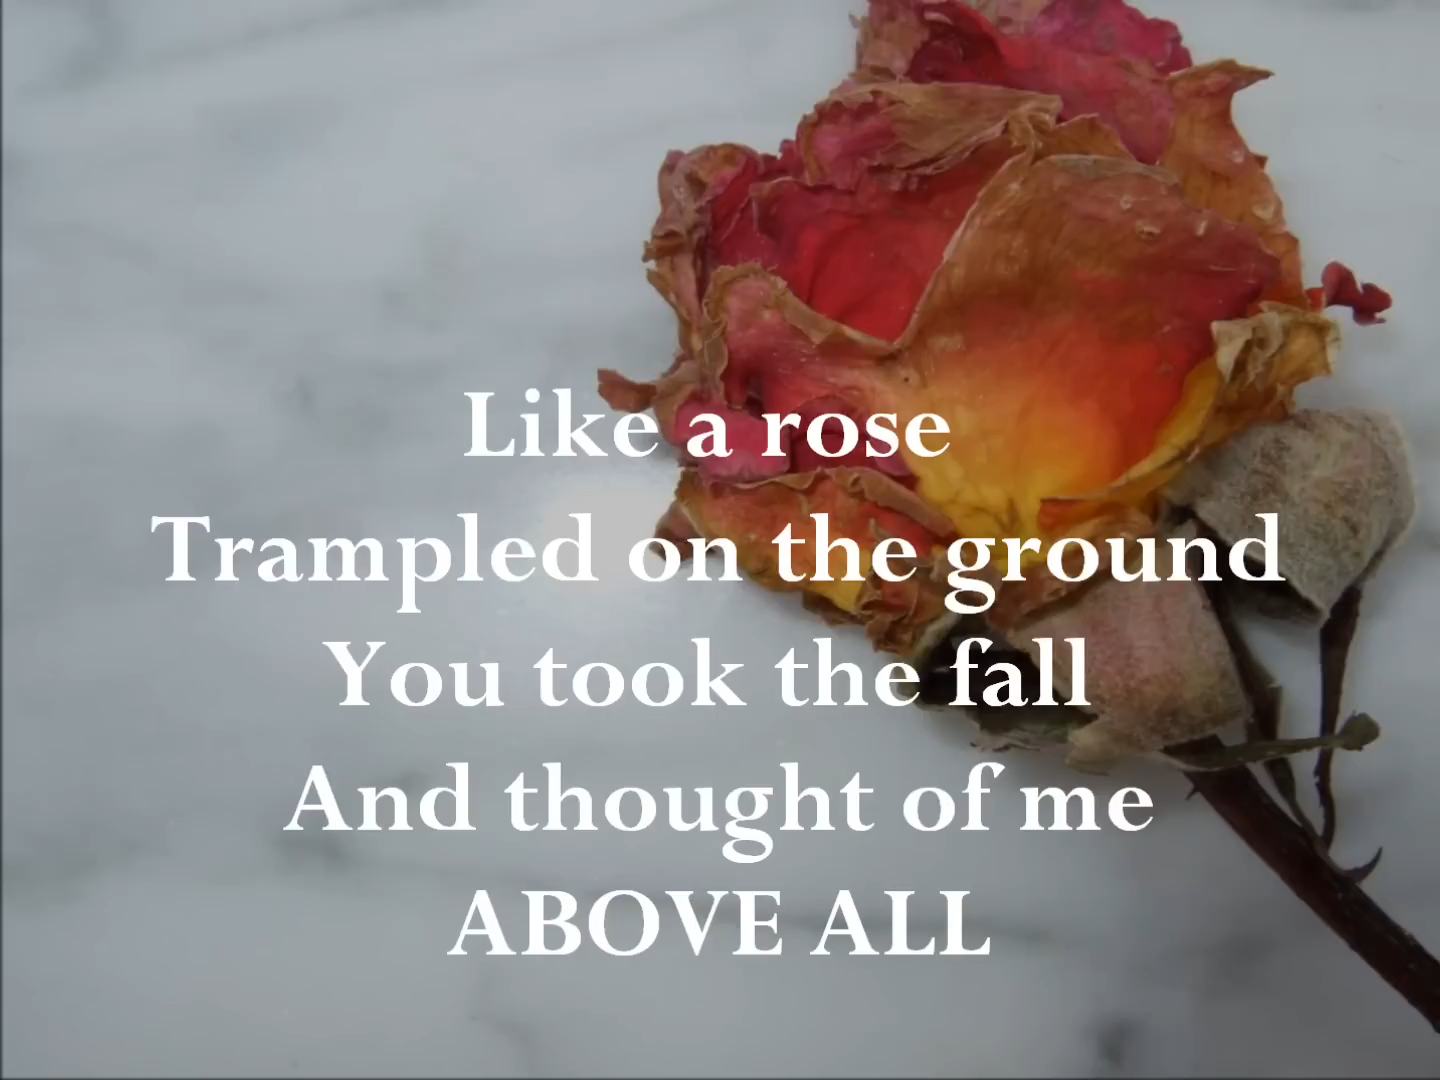 Like a rose
Trampled on the ground
You took the fall
And thought of me
ABOVE ALL